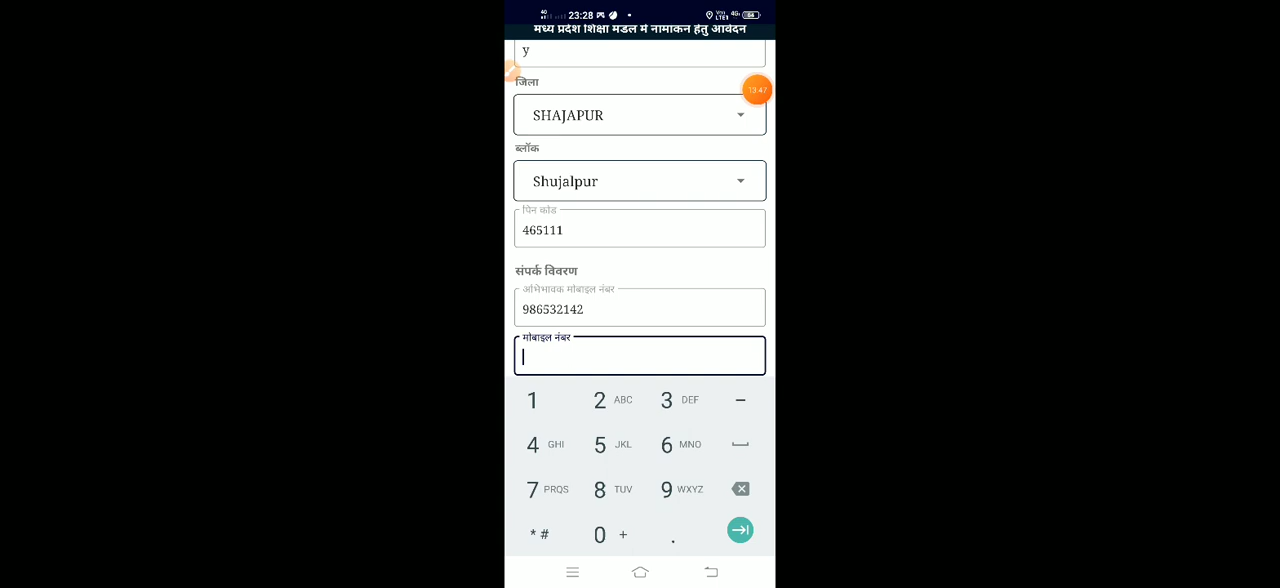 23:28
मध्य प्रदेश शिक्षा मंडल में नामांकन हेतु आवेदन
y
जिला
13:47
SHAJAPUR
ब्लॉक
Shujalpur
पिन कोड
465111
संपर्क विवरण
अभिभावक मोबाइल नंबर
986532142
मोबाइल नंबर
1 2 ABC 3 DEF –
4 GHI 5 JKL 6 MNO
7 PRQS 8 TUV 9 WXYZ
* # 0 + .